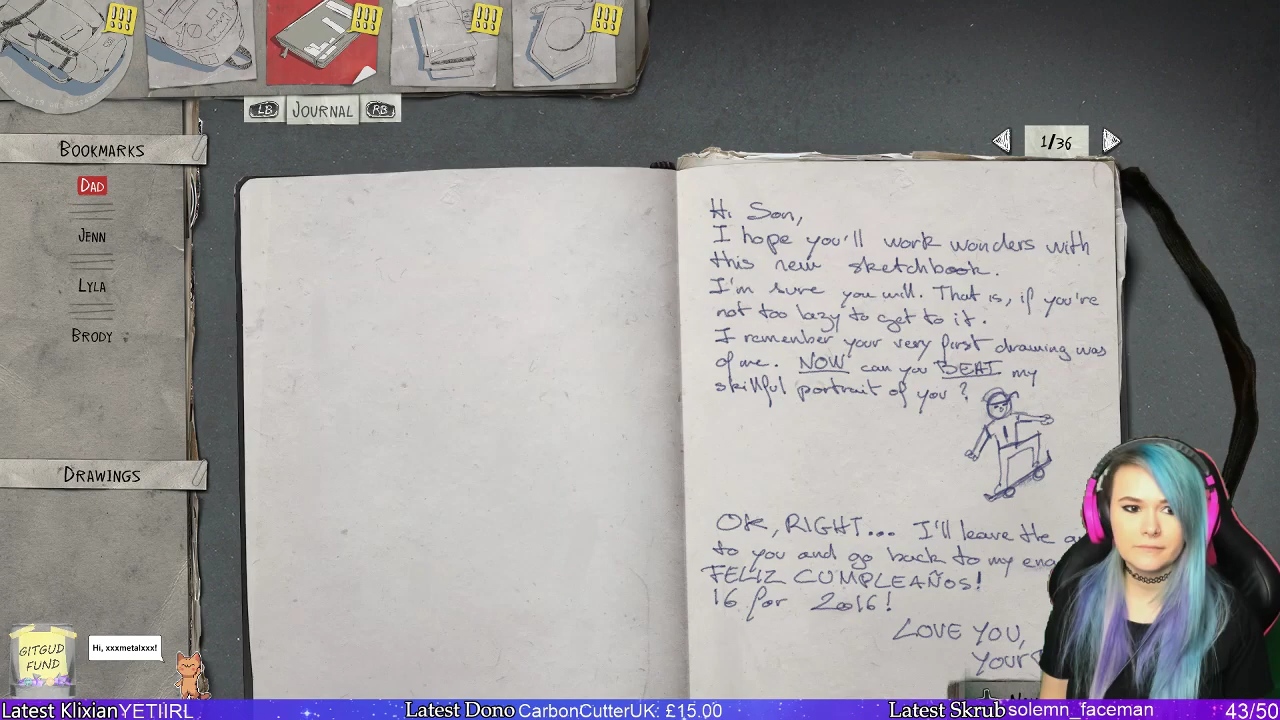 LB JOURNAL RB
BOOKMARKS
1/36
DAD
JENN
LYLA
BRODY
DRAWINGS
Hi Son,
I hope you'll work wonders with
this new sketchbook.
I'm sure you will. That is, if you're
not too lazy to get to it.
I remember your very first drawing was
of me. NOW can you BEAT my
skillful portrait of you?
OK, RIGHT... I'll leave the
to you and go back to my
FELIZ CUMPLEAÑOS!
16 for 2016!
LOVE YOU,
YOUR
GITGUD
FUND
Hi, xxxmetalxxx!
Latest Klixian YETIIRL Latest Dono CarbonCutterUK: £15.00 Latest Skrub solemn_faceman 43/50